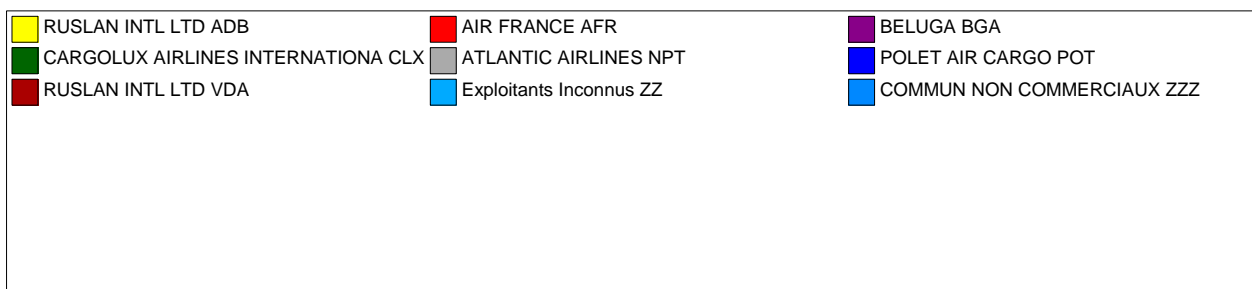 RUSLAN INTL LTD ADB
AIR FRANCE AFR
BELUGA BGA
CARGOLUX AIRLINES INTERNATIONA CLX
ATLANTIC AIRLINES NPT
POLET AIR CARGO POT
RUSLAN INTL LTD VDA
Exploitants Inconnus ZZ
COMMUN NON COMMERCIAUX ZZZ